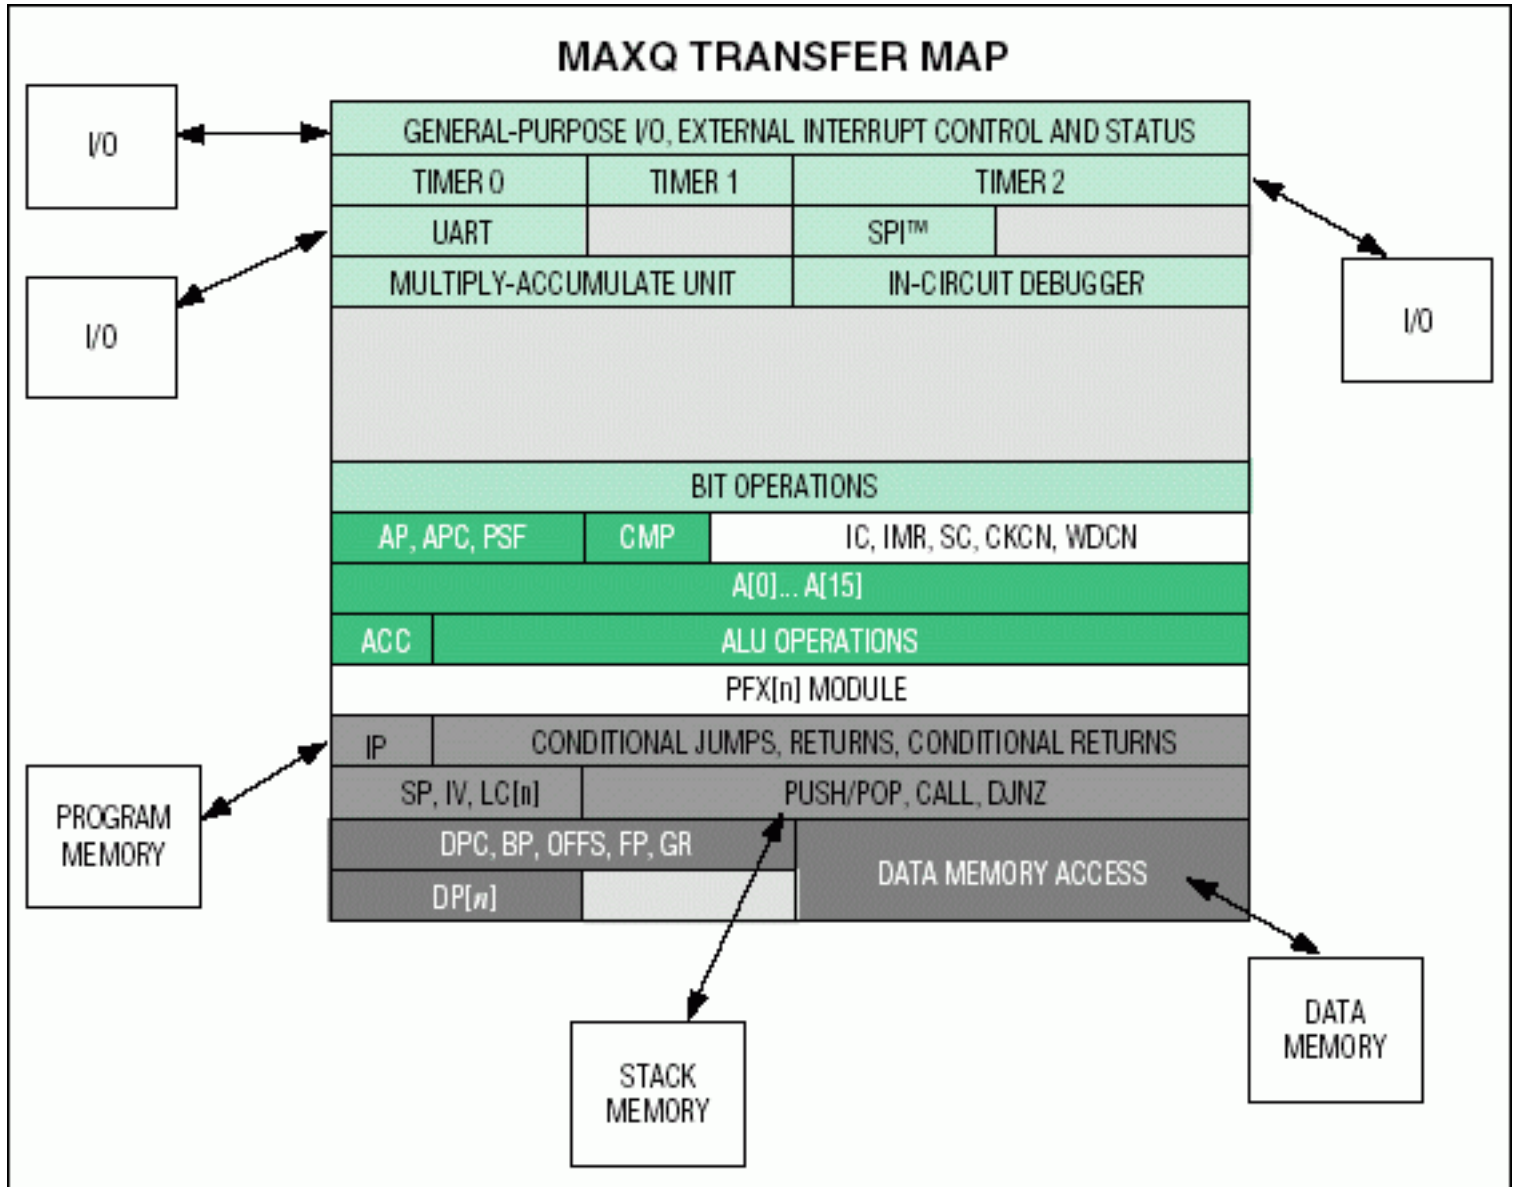 MAXQ TRANSFER MAP
I/O
GENERAL-PURPOSE I/O, EXTERNAL INTERRUPT CONTROL AND STATUS
TIMER 0
TIMER 1
TIMER 2
UART
SPI™
MULTIPLY-ACCUMULATE UNIT
IN-CIRCUIT DEBUGGER
I/O
I/O
BIT OPERATIONS
AP, APC, PSF
CMP
IC, IMR, SC, CKCN, WDCN
A[0]... A[15]
ACC
ALU OPERATIONS
PFX[n] MODULE
IP
CONDITIONAL JUMPS, RETURNS, CONDITIONAL RETURNS
SP, IV, LC[n]
PUSH/POP, CALL, DJNZ
PROGRAM
MEMORY
DPC, BP, OFFS, FP, GR
DATA MEMORY ACCESS
DP[n]
STACK
MEMORY
DATA
MEMORY